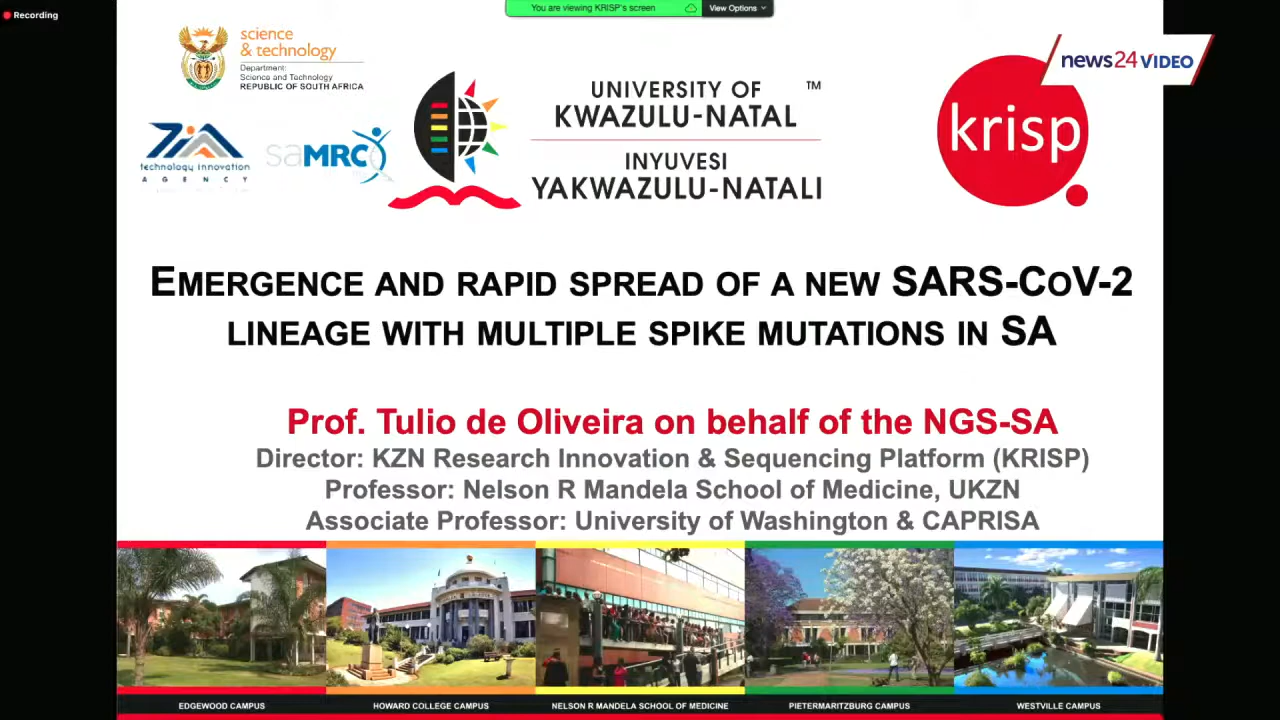 Recording
You are viewing KRISP's screen
View Options
science
& technology
Department:
Science and Technology
REPUBLIC OF SOUTH AFRICA
technology innovation
AGENCY
saMRC
UNIVERSITY OF
KWAZULU-NATAL
TM
INYUVESI
YAKWAZULU-NATALI
krisp
news24 VIDEO
EMERGENCE AND RAPID SPREAD OF A NEW SARS-COV-2
LINEAGE WITH MULTIPLE SPIKE MUTATIONS IN SA
Prof. Tulio de Oliveira on behalf of the NGS-SA
Director: KZN Research Innovation & Sequencing Platform (KRISP)
Professor: Nelson R Mandela School of Medicine, UKZN
Associate Professor: University of Washington & CAPRISA
EDGEWOOD CAMPUS
HOWARD COLLEGE CAMPUS
NELSON R MANDELA SCHOOL OF MEDICINE
PIETERMARITZBURG CAMPUS
WESTVILLE CAMPUS